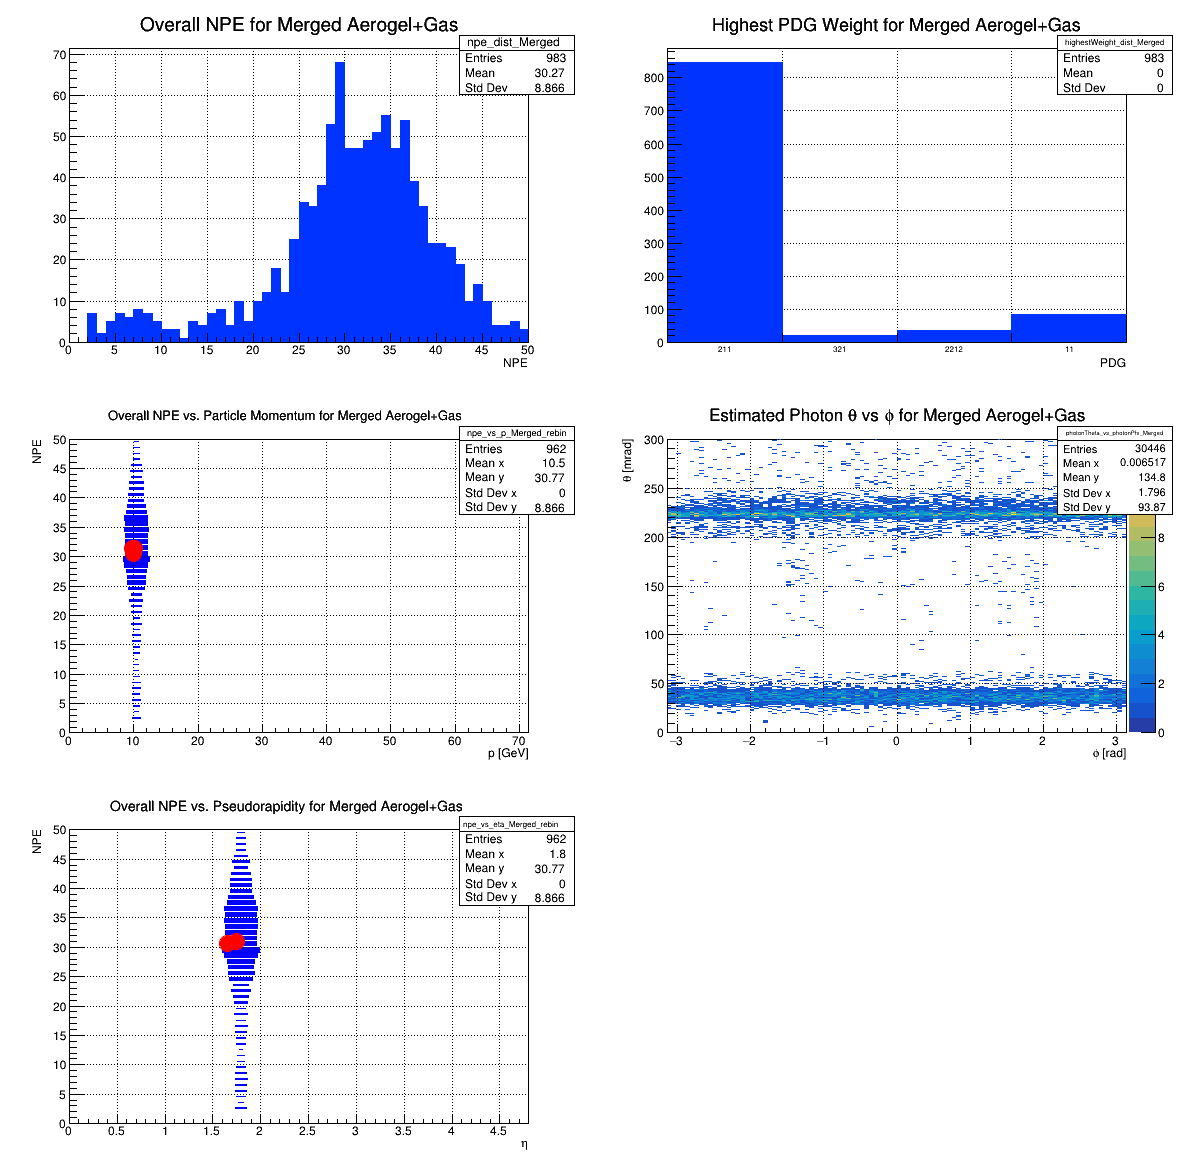 Overall NPE for Merged Aerogel+Gas
npe_dist_Merged
Entries 983
Mean 30.27
Std Dev 8.866
70
60
50
40
30
20
10
0
0 5 10 15 20 25 30 35 40 45 50
NPE
Highest PDG Weight for Merged Aerogel+Gas
highestWeight_dist_Merged
Entries 983
Mean 0
Std Dev 0
800
700
600
500
400
300
200
100
0
211 321 2212 11
PDG
Overall NPE vs. Particle Momentum for Merged Aerogel+Gas
npe_vs_p_Merged_rebin
Entries 962
Mean x 10.5
Mean y 30.77
Std Dev x 0
Std Dev y 8.866
NPE
50
45
40
35
30
25
20
15
10
5
0
0 10 20 30 40 50 60 70
p [GeV]
Estimated Photon θ vs ϕ for Merged Aerogel+Gas
photonTheta_vs_photonPhi_Merged
Entries 30446
Mean x 0.006517
Mean y 134.8
Std Dev x 1.796
Std Dev y 93.87
θ [mrad]
300
250
200
150
100
50
0
−3 −2 −1 0 1 2 3
ϕ [rad]
8
6
4
2
0
Overall NPE vs. Pseudorapidity for Merged Aerogel+Gas
npe_vs_eta_Merged_rebin
Entries 962
Mean x 1.8
Mean y 30.77
Std Dev x 0
Std Dev y 8.866
NPE
50
45
40
35
30
25
20
15
10
5
0
0 0.5 1 1.5 2 2.5 3 3.5 4 4.5
η